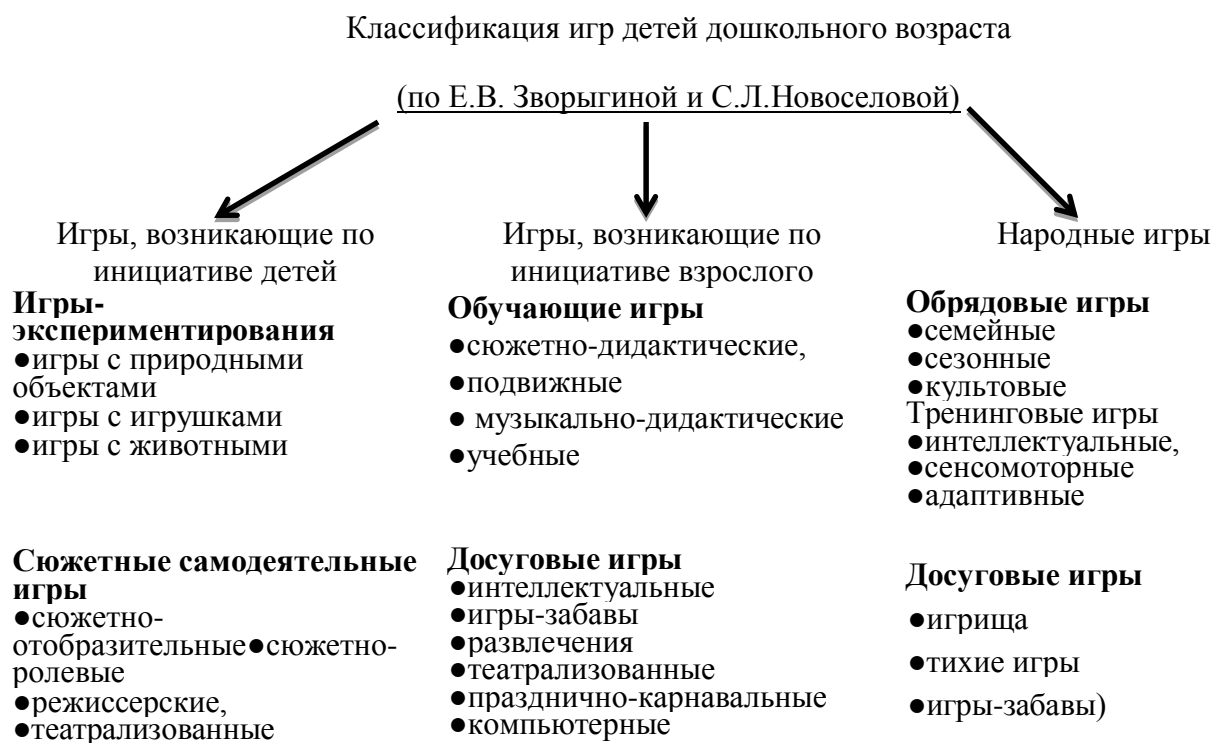 Классификация игр детей дошкольного возраста
(по Е.В. Зворыгиной и С.Л.Новоселовой)
Игры, возникающие по
инициативе детей
Игры-
экспериментирования
●игры с природными
объектами
●игры с игрушками
●игры с животными
Сюжетные самодеятельные
игры
●сюжетно-
отобразительные●сюжетно-
ролевые
●режиссерские,
●театрализованные
Игры, возникающие по
инициативе взрослого
Обучающие игры
●сюжетно-дидактические,
●подвижные
● музыкально-дидактические
●учебные
Досуговые игры
●интеллектуальные
●игры-забавы
●развлечения
●театрализованные
●празднично-карнавальные
●компьютерные
Народные игры
Обрядовые игры
●семейные
●сезонные
●культовые
Тренинговые игры
●интеллектуальные,
●сенсомоторные
●адаптивные
Досуговые игры
●игрища
●тихие игры
●игры-забавы)